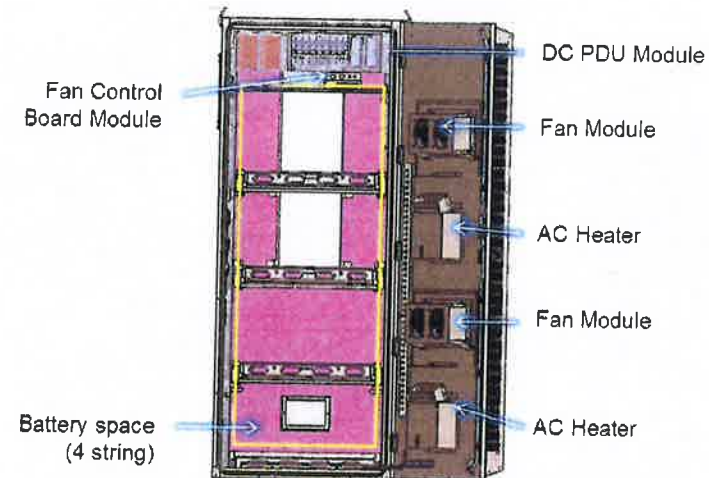 DC PDU Module
Fan Control
Board Module
Fan Module
AC Heater
Fan Module
Battery space
(4 string)
AC Heater